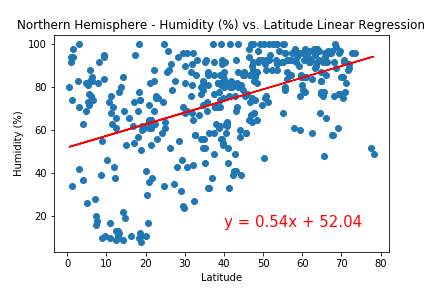 Northern Hemisphere - Humidity (%) vs. Latitude Linear Regression
100
80
60
40
20
Humidity (%)
y = 0.54x + 52.04
0 10 20 30 40 50 60 70 80
Latitude